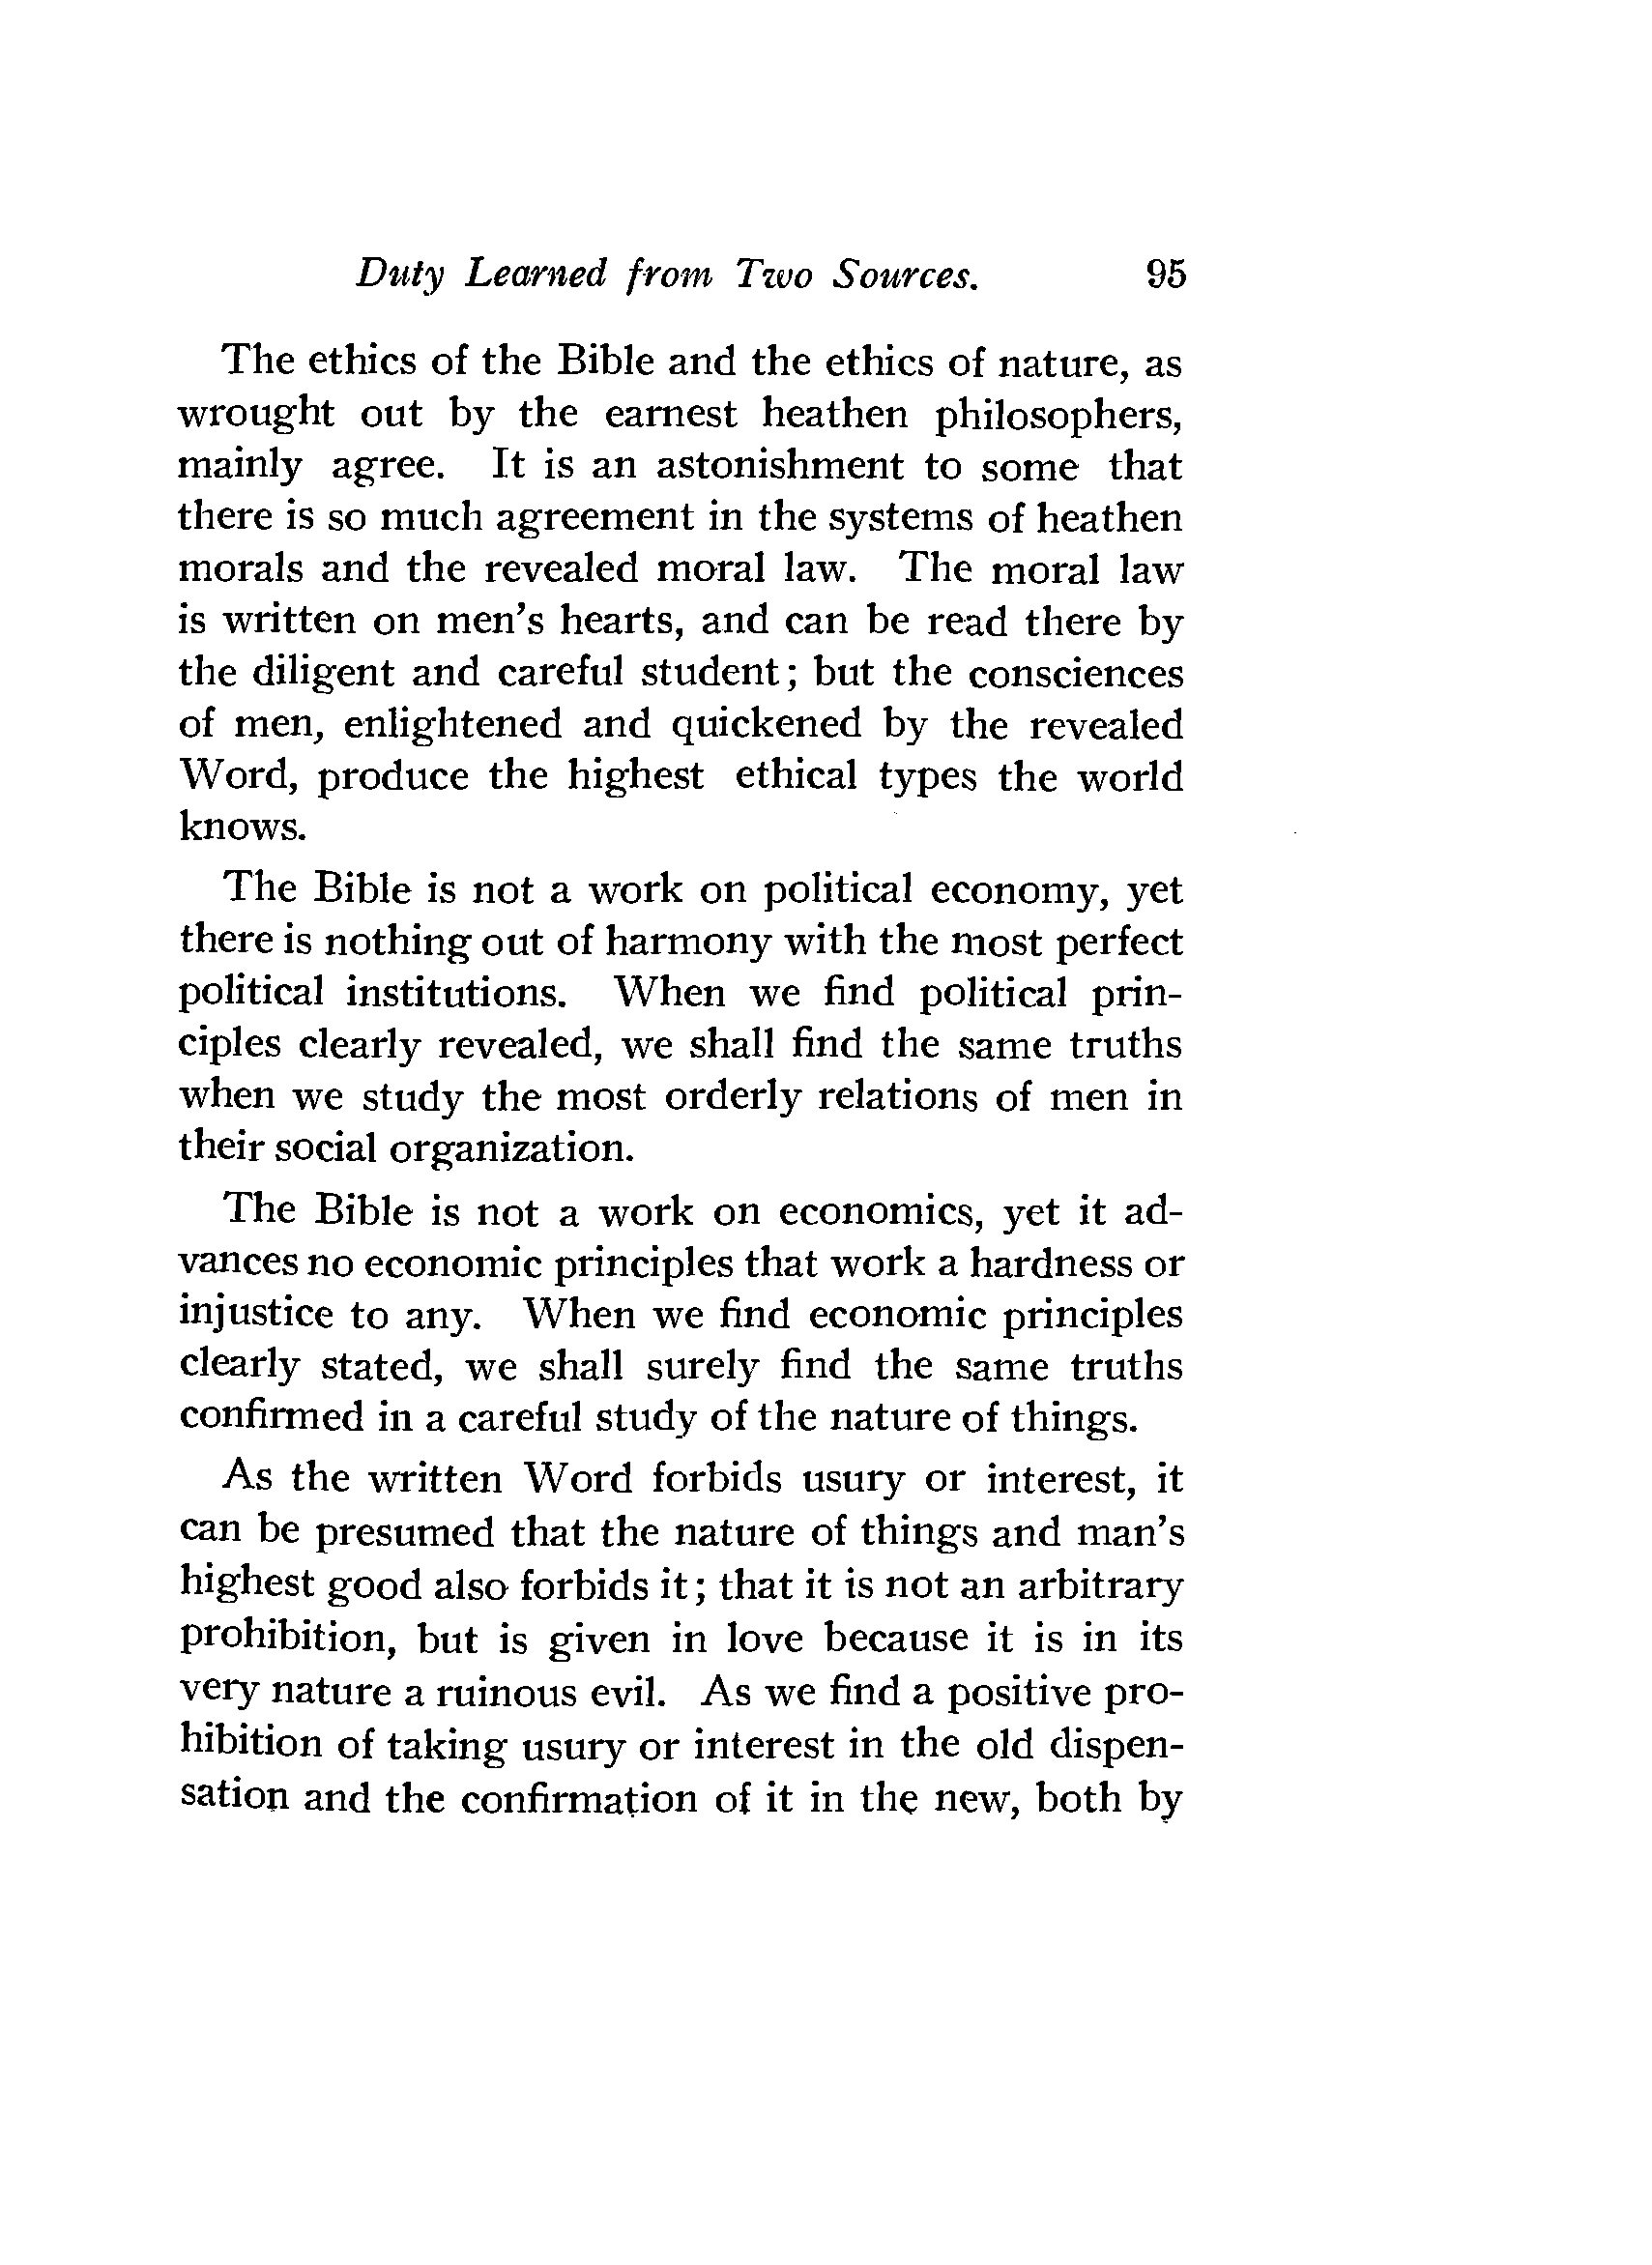 Duty Learned from Two Sources. 95
The ethics of the Bible and the ethics of nature, as
wrought out by the earnest heathen philosophers,
mainly agree. It is an astonishment to some that
there is so much agreement in the systems of heathen
morals and the revealed moral law. The moral law
is written on men's hearts, and can be read there by
the diligent and careful student; but the consciences
of men, enlightened and quickened by the revealed
Word, produce the highest ethical types the world
knows.
The Bible is not a work on political economy, yet
there is nothing out of harmony with the most perfect
political institutions. When we find political prin-
ciples clearly revealed, we shall find the same truths
when we study the most orderly relations of men in
their social organization.
The Bible is not a work on economics, yet it ad-
vances no economic principles that work a hardness or
injustice to any. When we find economic principles
clearly stated, we shall surely find the same truths
confirmed in a careful study of the nature of things.
As the written Word forbids usury or interest, it
can be presumed that the nature of things and man's
highest good also forbids it; that it is not an arbitrary
prohibition, but is given in love because it is in its
very nature a ruinous evil. As we find a positive pro-
hibition of taking usury or interest in the old dispen-
sation and the confirmation of it in the new, both by